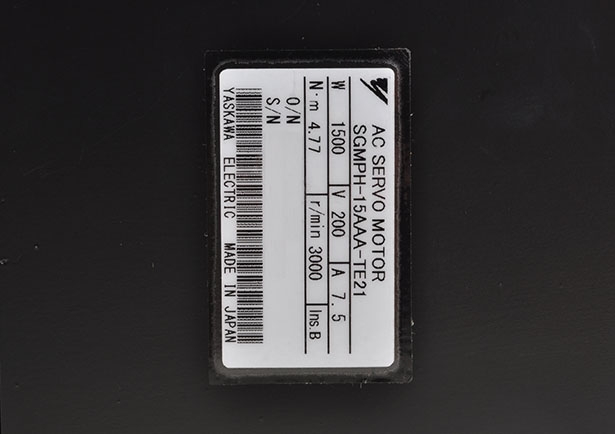 AC SERVO MOTOR
SGMPH-15AAA-TE21
W 1500 V 200 A 7.5
N·m 4.77 r/min 3000 Ins.B
O/N
S/N
YASKAWA ELECTRIC MADE IN JAPAN